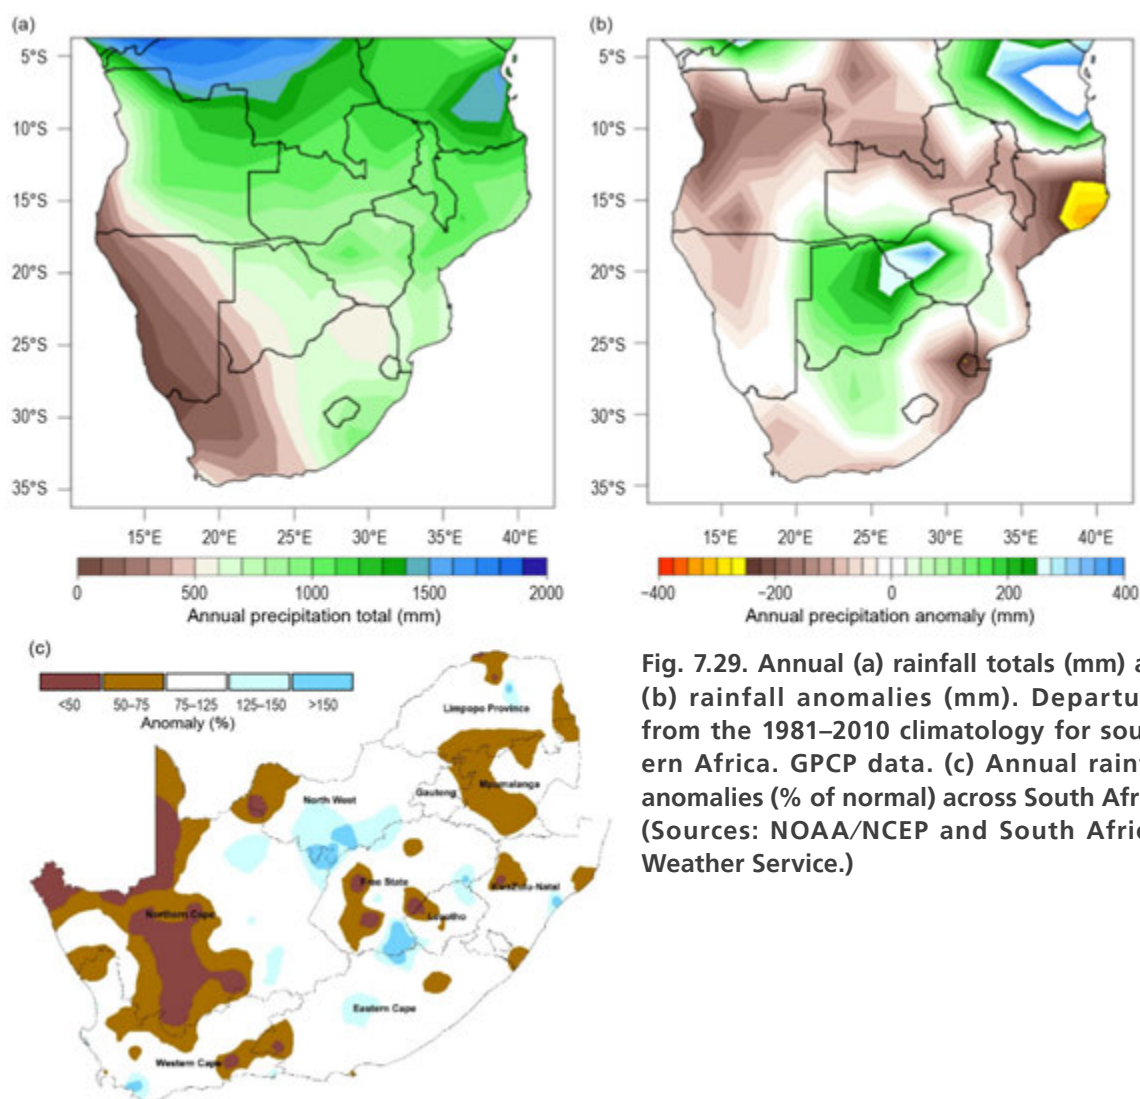 (a)
5°S
10°S
15°S
20°S
25°S
30°S
35°S
15°E 20°E 25°E 30°E 35°E 40°E
0 500 1000 1500 2000
Annual precipitation total (mm)
(b)
5°S
10°S
15°S
20°S
25°S
30°S
35°S
15°E 20°E 25°E 30°E 35°E 40°E
−400 −200 0 200 400
Annual precipitation anomaly (mm)
(c)
<50 50–75 75–125 125–150 >150
Anomaly (%)
Limpopo Province
Mpumalanga
Gauteng
North West
Free State
KwaZulu-Natal
Lesotho
Northern Cape
Eastern Cape
Western Cape
Fig. 7.29. Annual (a) rainfall totals (mm) a
(b) rainfall anomalies (mm). Departu
from the 1981–2010 climatology for sou
ern Africa. GPCP data. (c) Annual rain
anomalies (% of normal) across South Afr
(Sources: NOAA/NCEP and South Afric
Weather Service.)